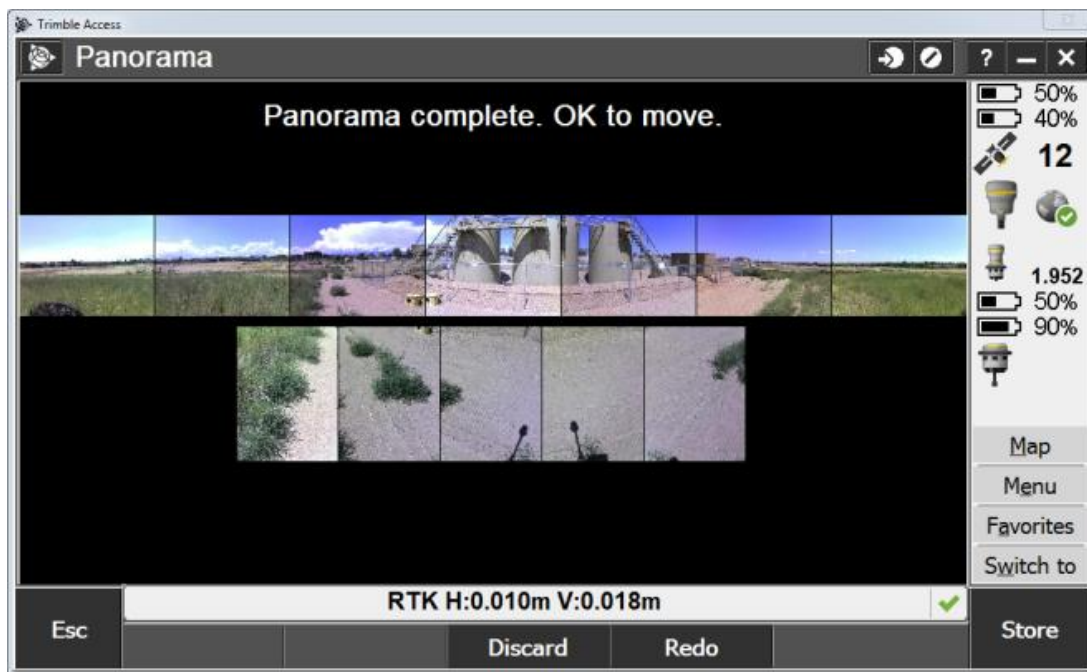 Trimble Access
Panorama
?
Panorama complete. OK to move.
50%
40%
12
1.952
50%
90%
Map
Menu
Favorites
Switch to
RTK H:0.010m V:0.018m
Esc
Discard
Redo
Store